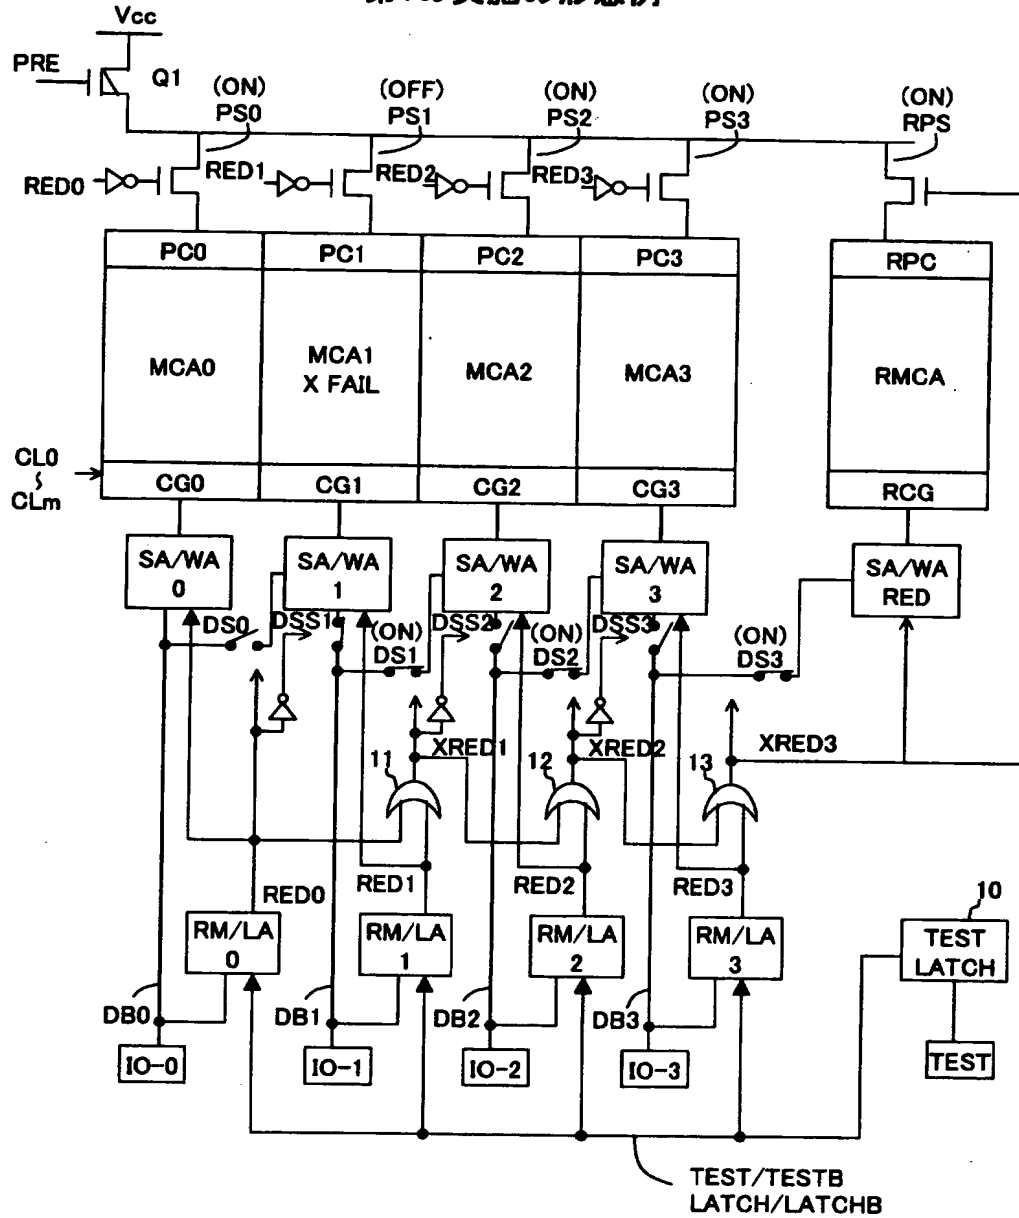 Vcc
PRE
Q1
(ON)
PS0
(OFF)
PS1
(ON)
PS2
(ON)
PS3
(ON)
RPS
RED0
RED1
RED2
RED3
PC0
PC1
PC2
PC3
RPC
MCA0
MCA1
X FAIL
MCA2
MCA3
RMCA
CL0
CLm
CG0
CG1
CG2
CG3
RCG
SA/WA
0
SA/WA
1
SA/WA
2
SA/WA
3
SA/WA
RED
DS0
DSS1
(ON)
DS1
DSS2
(ON)
DS2
DSS3
(ON)
DS3
11
XRED1
12
XRED2
13
XRED3
RED0
RED1
RED2
RED3
10
RM/LA
0
RM/LA
1
RM/LA
2
RM/LA
3
TEST
LATCH
DB0
DB1
DB2
DB3
IO-0
IO-1
IO-2
IO-3
TEST
TEST/TESTB
LATCH/LATCHB